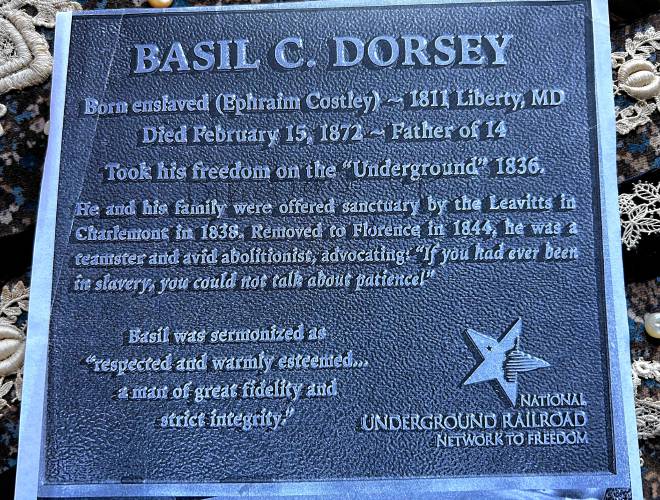 BASIL C. DORSEY
Born enslaved (Ephraim Costley) ~ 1811 Liberty, MD
Died February 15, 1872 ~ Father of 14
Took his freedom on the "Underground" 1836.
He and his family were offered sanctuary by the Leavitts in
Charlemont in 1838. Removed to Florence in 1844, he was a
teamster and avid abolitionist, advocating: "If you had ever been
in slavery, you could not talk about patience!"
Basil was sermonized as
"respected and warmly esteemed...
a man of great fidelity and
strict integrity."
NATIONAL
UNDERGROUND RAILROAD
NETWORK TO FREEDOM